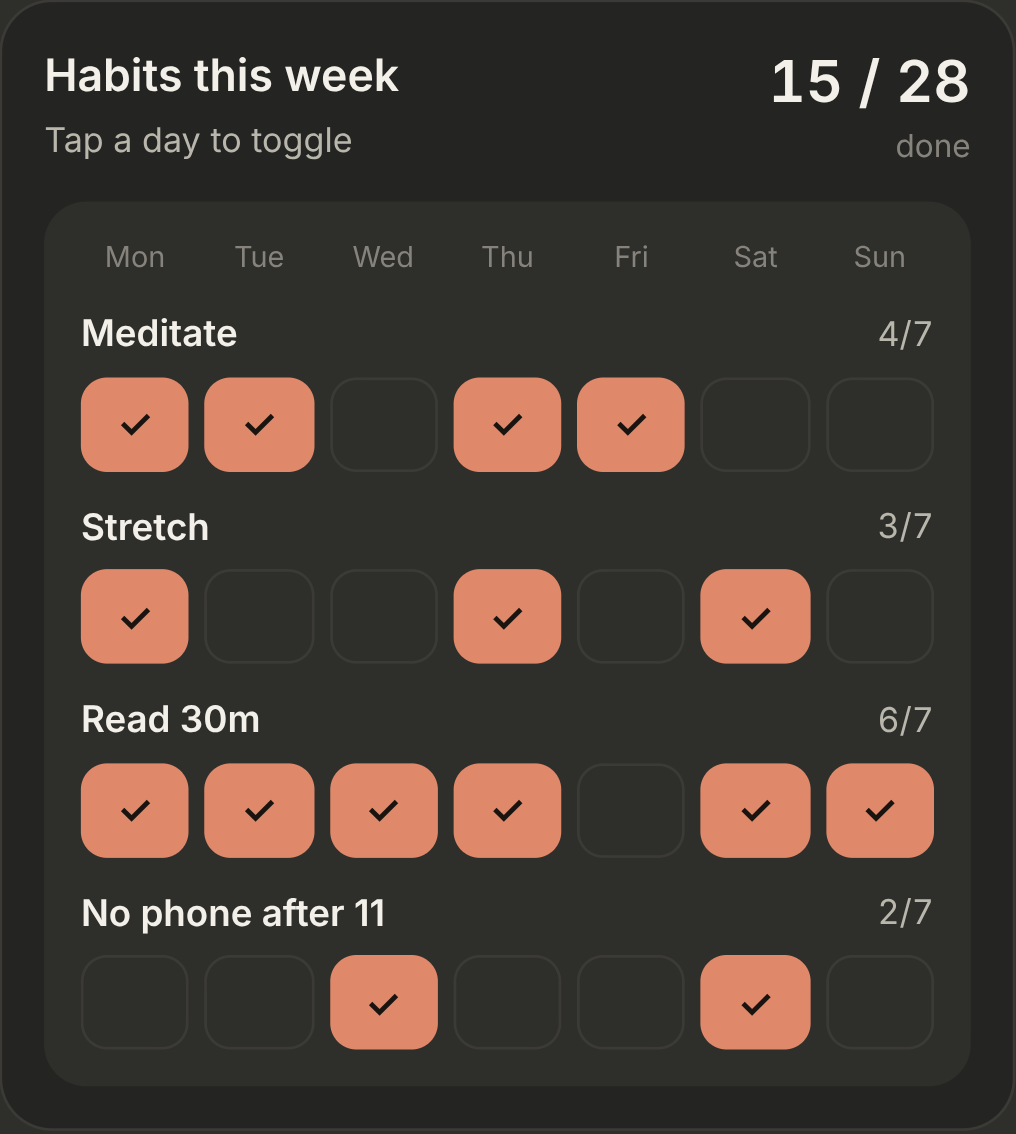 Habits this week
15 / 28
Tap a day to toggle
done
Mon Tue Wed Thu Fri Sat Sun
Meditate 4/7
Stretch 3/7
Read 30m 6/7
No phone after 11 2/7